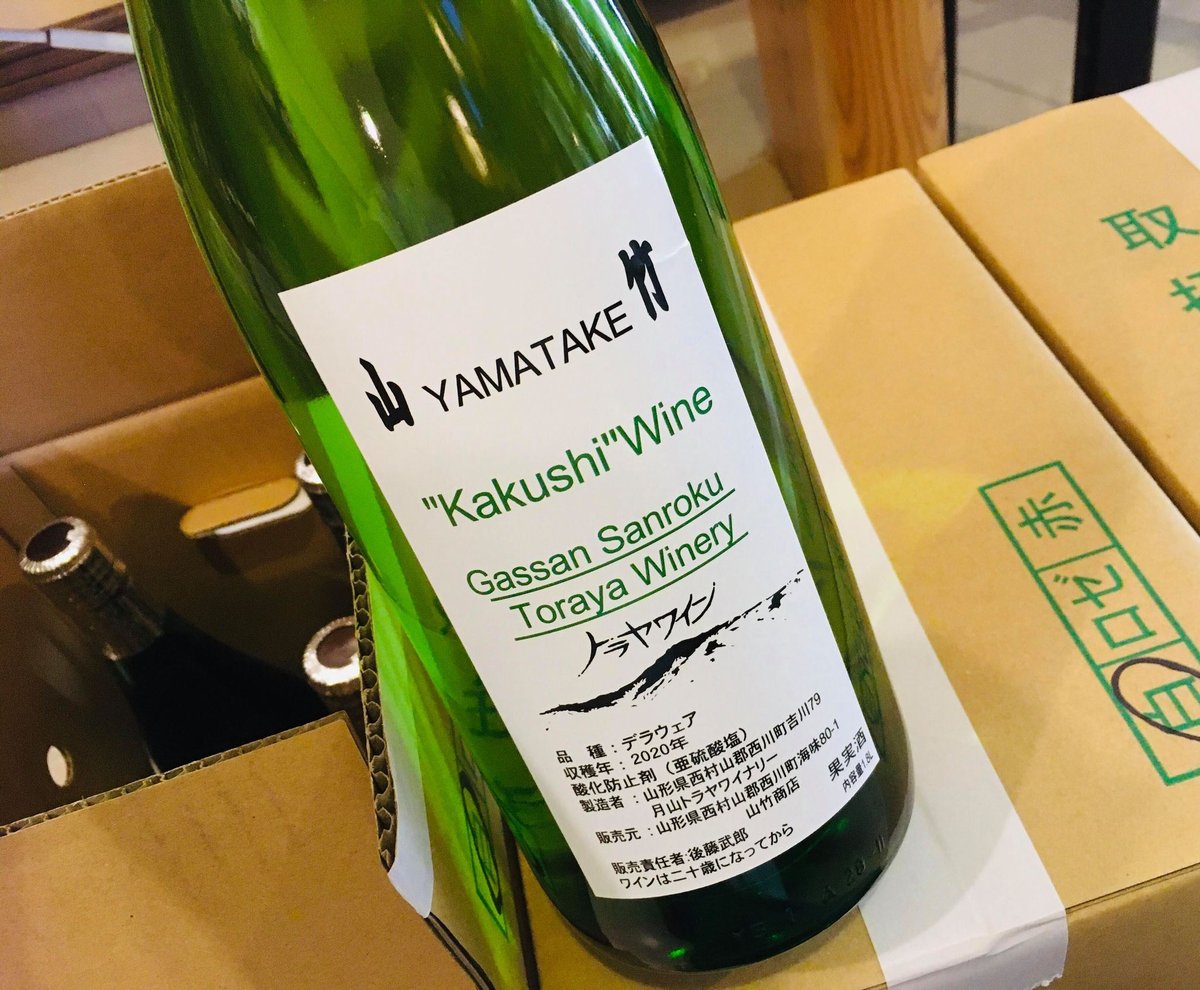 山 YAMATAKE 竹
"Kakushi"Wine
Gassan Sanroku
Toraya Winery
トラヤワイン
品 種：デラウェア
収穫年：2020年
酸化防止剤（亜硫酸塩）
製造者：山形県西村山郡西川町吉川79
月山トラヤワイナリー
販売元：山形県西村山郡西川町海味80-1
山竹商店
果実酒
内容量1.8L
販売責任者:後藤武郎
ワインは二十歳になってから
取
赤
ロゼ
白